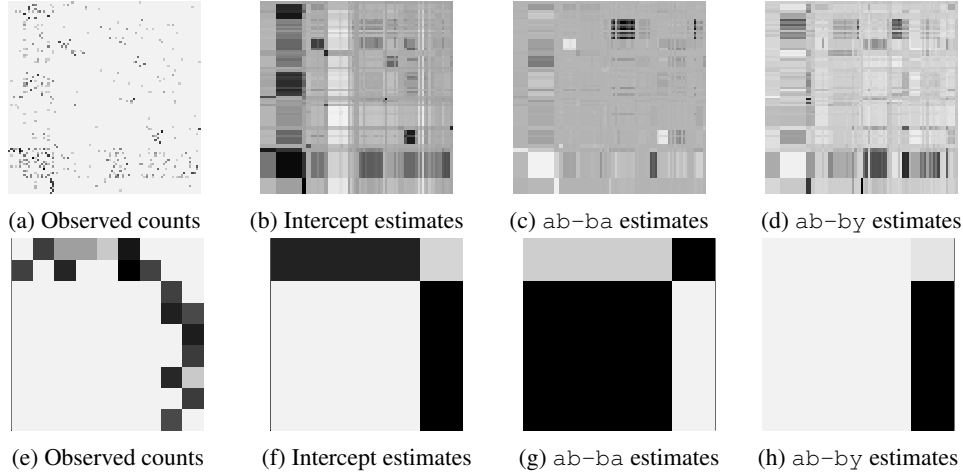 (a) Observed counts (b) Intercept estimates (c) ab-ba estimates (d) ab-by estimates
(e) Observed counts (f) Intercept estimates (g) ab-ba estimates (h) ab-by estimates